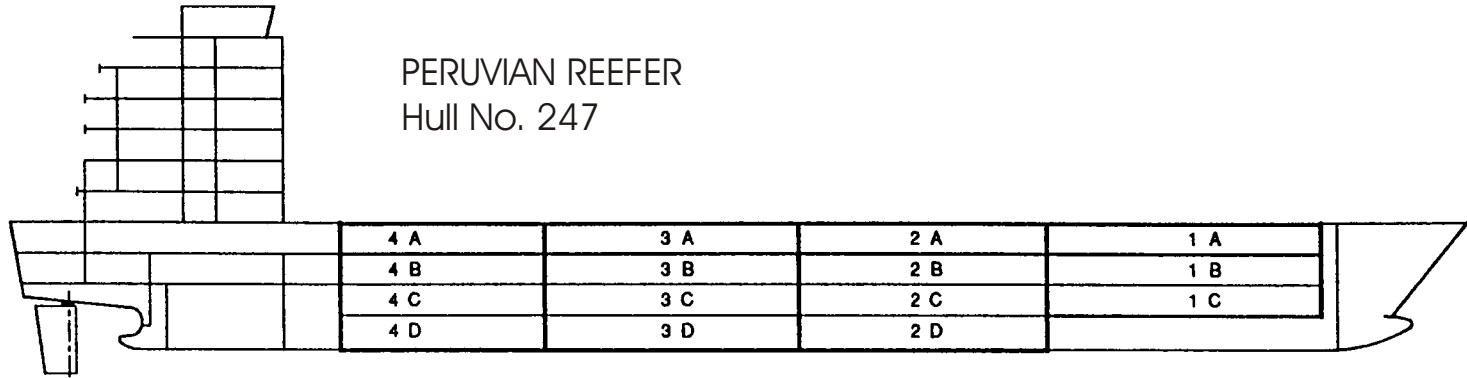 PERUVIAN REEFER
Hull No. 247
4 A 3 A 2 A 1 A
4 B 3 B 2 B 1 B
4 C 3 C 2 C 1 C
4 D 3 D 2 D